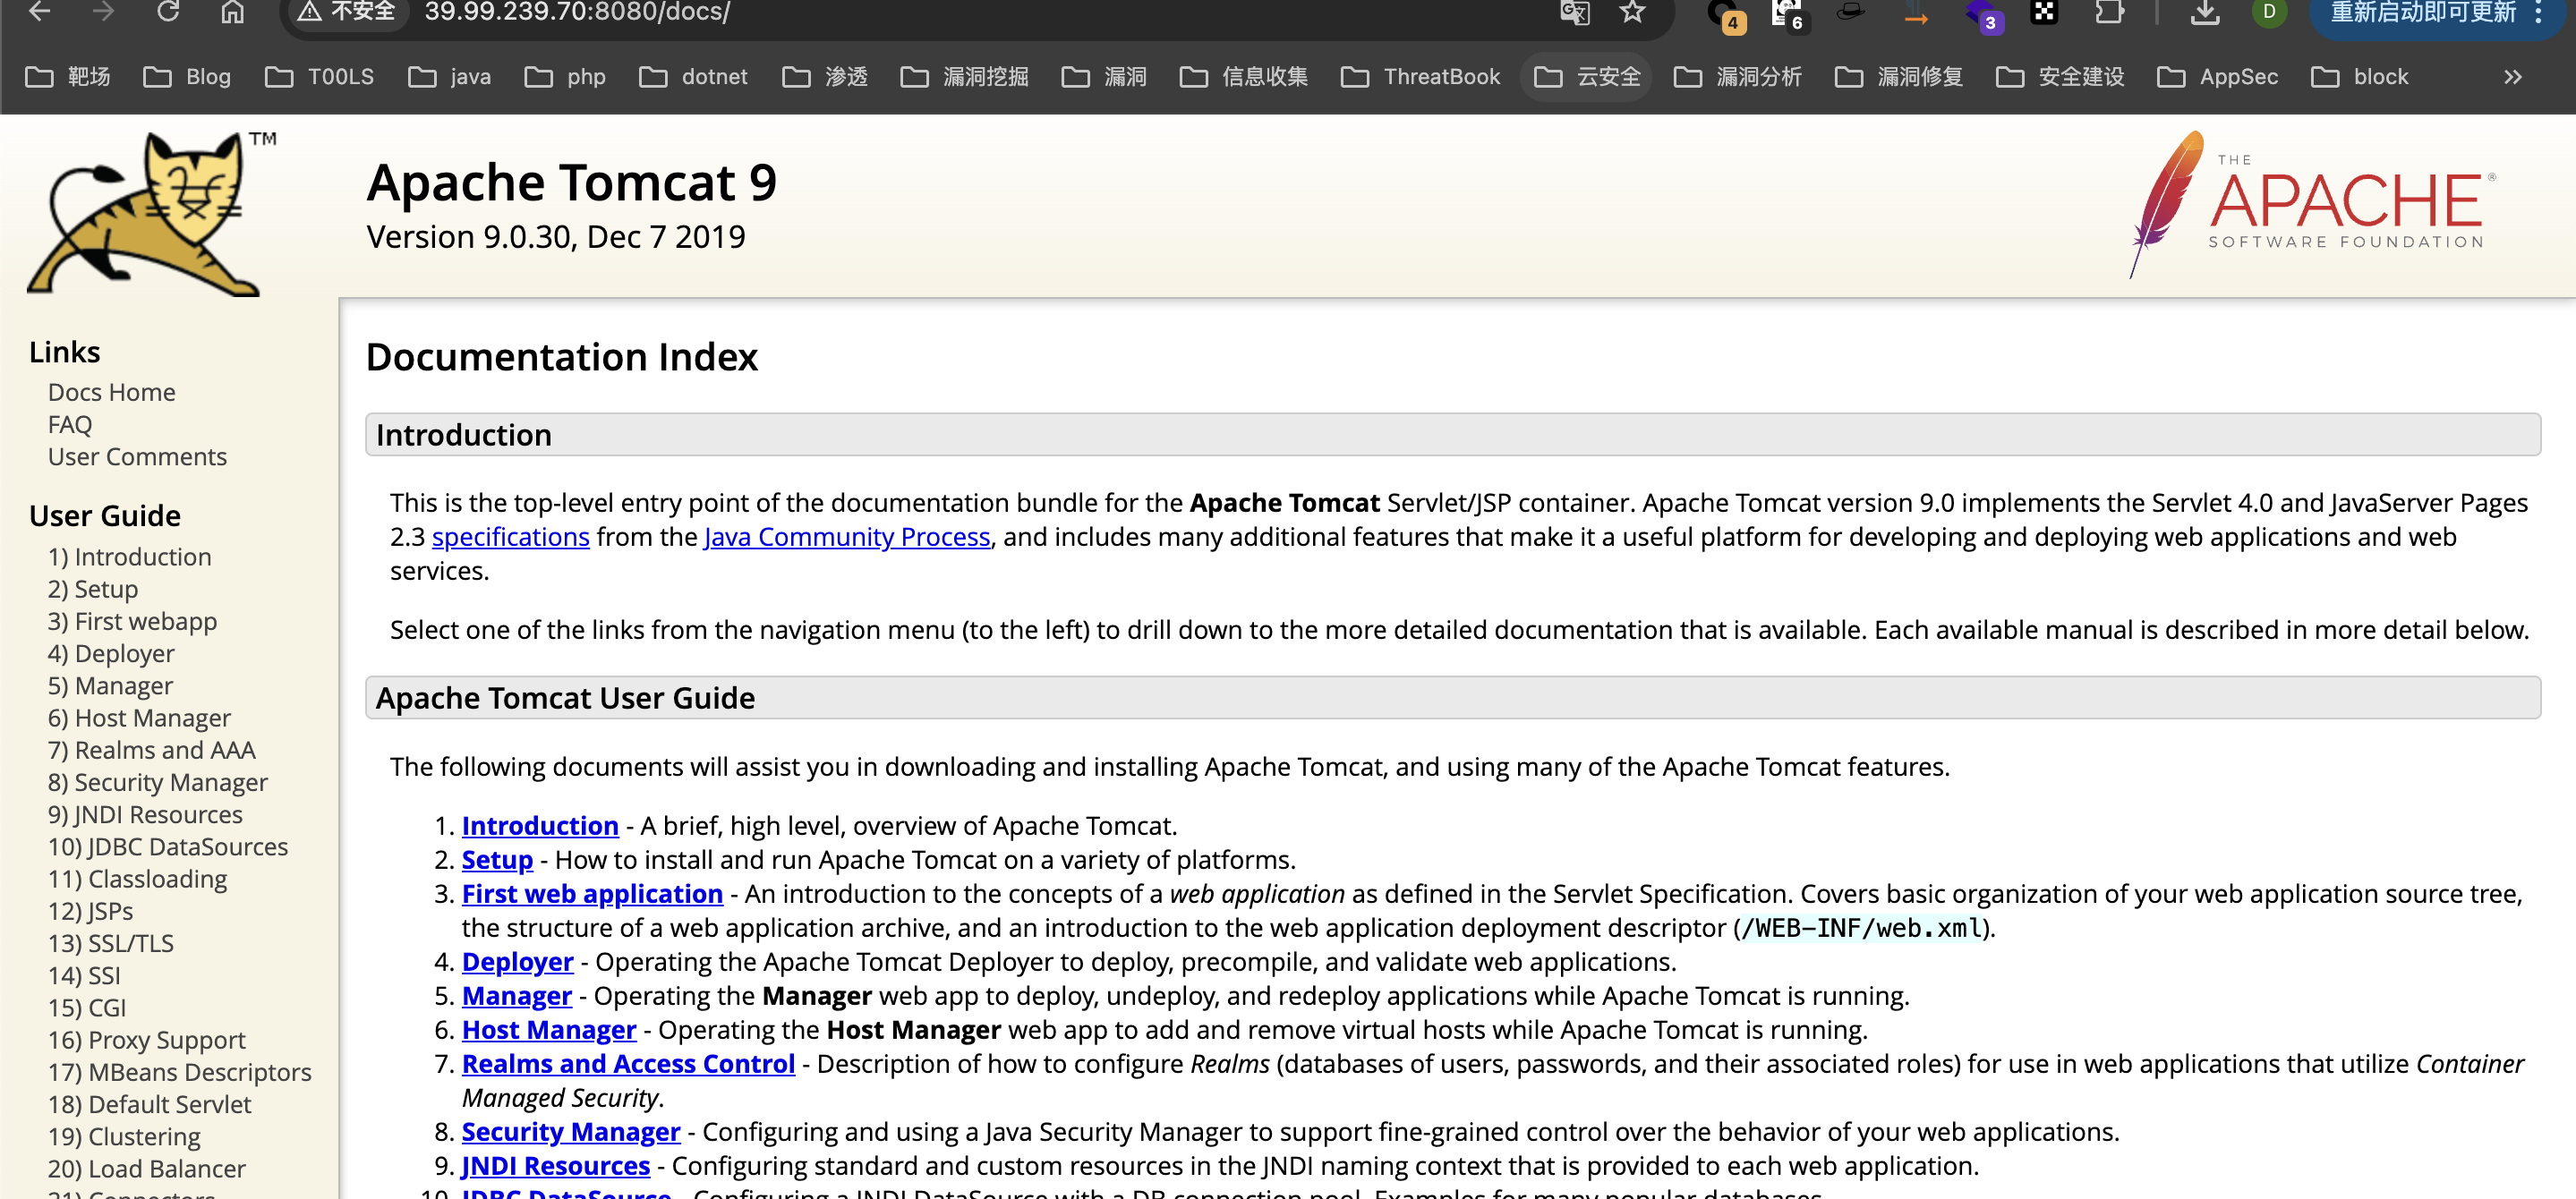 不安全 39.99.239.70:8080/docs/ 4 6 3 D 重新启动即可更新
靶场 Blog T00LS java php dotnet 渗透 漏洞挖掘 漏洞 信息收集 ThreatBook 云安全 漏洞分析 漏洞修复 安全建设 AppSec block »
TM
Apache Tomcat 9
Version 9.0.30, Dec 7 2019
THE
APACHE®
SOFTWARE FOUNDATION
Links
Docs Home
FAQ
User Comments
User Guide
1) Introduction
2) Setup
3) First webapp
4) Deployer
5) Manager
6) Host Manager
7) Realms and AAA
8) Security Manager
9) JNDI Resources
10) JDBC DataSources
11) Classloading
12) JSPs
13) SSL/TLS
14) SSI
15) CGI
16) Proxy Support
17) MBeans Descriptors
18) Default Servlet
19) Clustering
20) Load Balancer
21) Connectors
Documentation Index
Introduction
This is the top-level entry point of the documentation bundle for the Apache Tomcat Servlet/JSP container. Apache Tomcat version 9.0 implements the Servlet 4.0 and JavaServer Pages
2.3 specifications from the Java Community Process, and includes many additional features that make it a useful platform for developing and deploying web applications and web
services.
Select one of the links from the navigation menu (to the left) to drill down to the more detailed documentation that is available. Each available manual is described in more detail below.
Apache Tomcat User Guide
The following documents will assist you in downloading and installing Apache Tomcat, and using many of the Apache Tomcat features.
1. Introduction - A brief, high level, overview of Apache Tomcat.
2. Setup - How to install and run Apache Tomcat on a variety of platforms.
3. First web application - An introduction to the concepts of a web application as defined in the Servlet Specification. Covers basic organization of your web application source tree,
the structure of a web application archive, and an introduction to the web application deployment descriptor (/WEB-INF/web.xml).
4. Deployer - Operating the Apache Tomcat Deployer to deploy, precompile, and validate web applications.
5. Manager - Operating the Manager web app to deploy, undeploy, and redeploy applications while Apache Tomcat is running.
6. Host Manager - Operating the Host Manager web app to add and remove virtual hosts while Apache Tomcat is running.
7. Realms and Access Control - Description of how to configure Realms (databases of users, passwords, and their associated roles) for use in web applications that utilize Container
Managed Security.
8. Security Manager - Configuring and using a Java Security Manager to support fine-grained control over the behavior of your web applications.
9. JNDI Resources - Configuring standard and custom resources in the JNDI naming context that is provided to each web application.
10. JDBC DataSource - Configuring a JNDI DataSource with a DB connection pool. Examples for many popular databases.